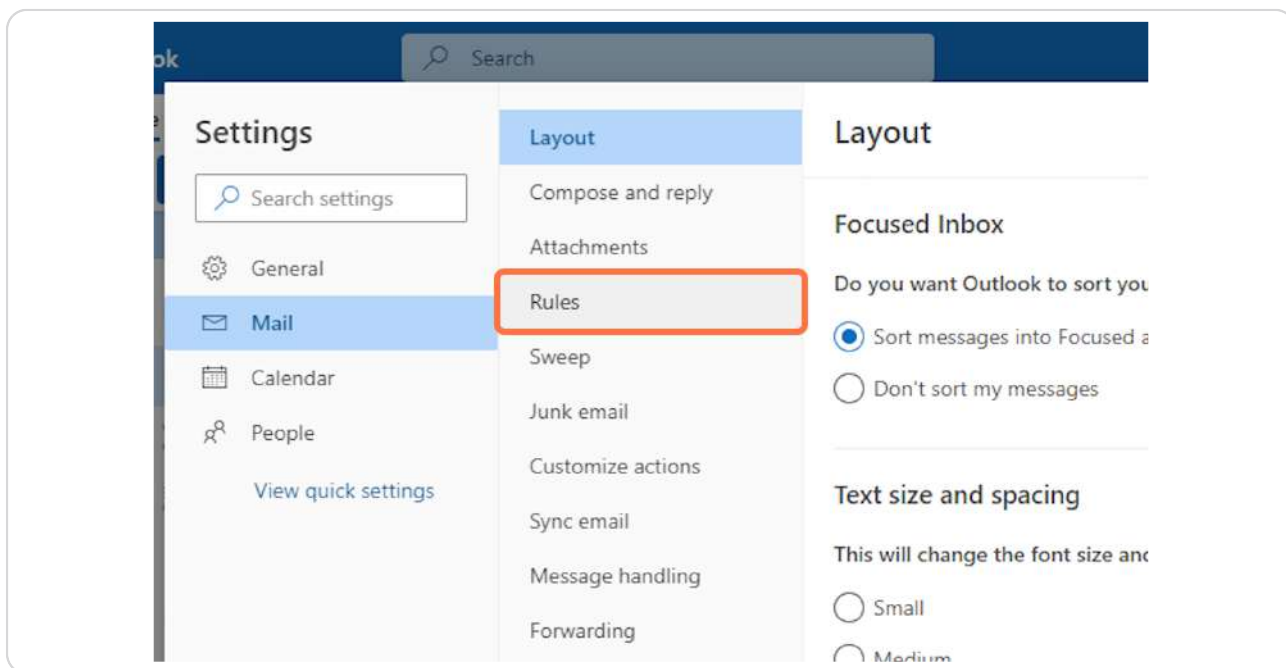 ok
Search
Settings
Search settings
General
Mail
Calendar
People
View quick settings
Layout
Compose and reply
Attachments
Rules
Sweep
Junk email
Customize actions
Sync email
Message handling
Forwarding
Layout
Focused Inbox
Do you want Outlook to sort you
Sort messages into Focused a
Don't sort my messages
Text size and spacing
This will change the font size and
Small
Medium